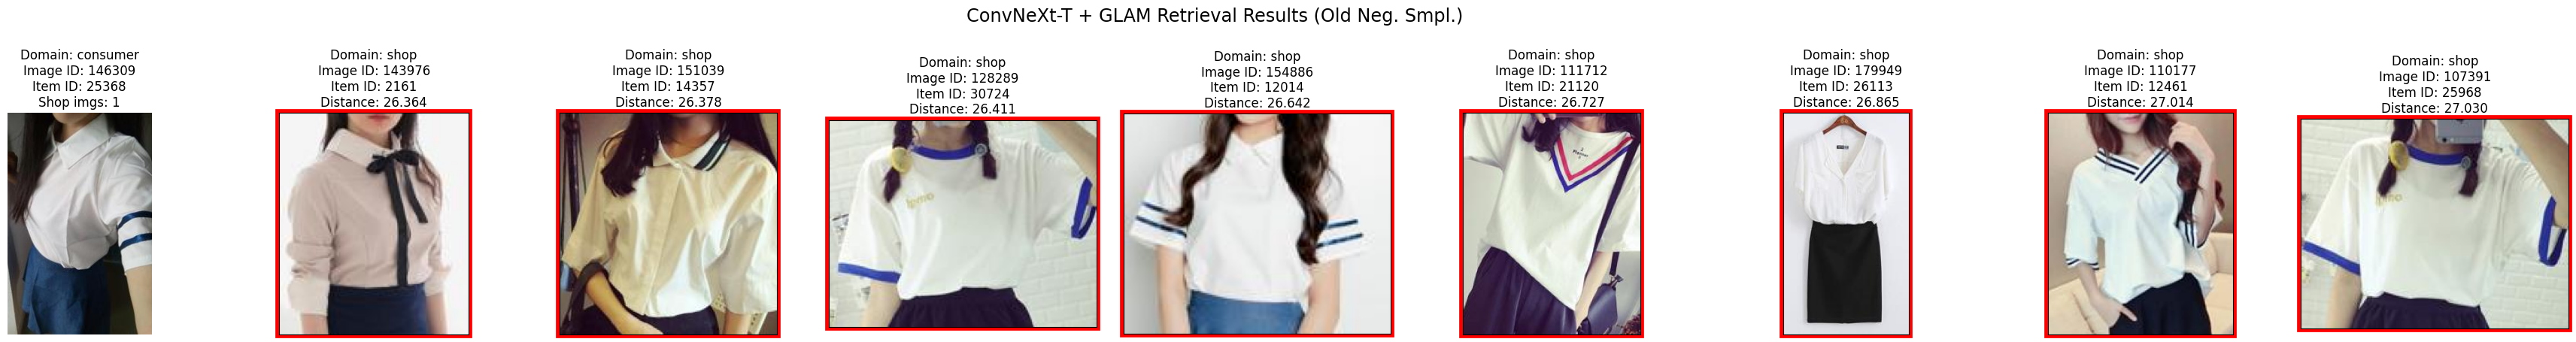 ConvNeXt-T + GLAM Retrieval Results (Old Neg. Smpl.)
Domain: consumer
Image ID: 146309
Item ID: 25368
Shop imgs: 1
Domain: shop
Image ID: 143976
Item ID: 2161
Distance: 26.364
Domain: shop
Image ID: 151039
Item ID: 14357
Distance: 26.378
Domain: shop
Image ID: 128289
Item ID: 30724
Distance: 26.411
Domain: shop
Image ID: 154886
Item ID: 12014
Distance: 26.642
Domain: shop
Image ID: 111712
Item ID: 21120
Distance: 26.727
Domain: shop
Image ID: 179949
Item ID: 26113
Distance: 26.865
Domain: shop
Image ID: 110177
Item ID: 12461
Distance: 27.014
Domain: shop
Image ID: 107391
Item ID: 25968
Distance: 27.030